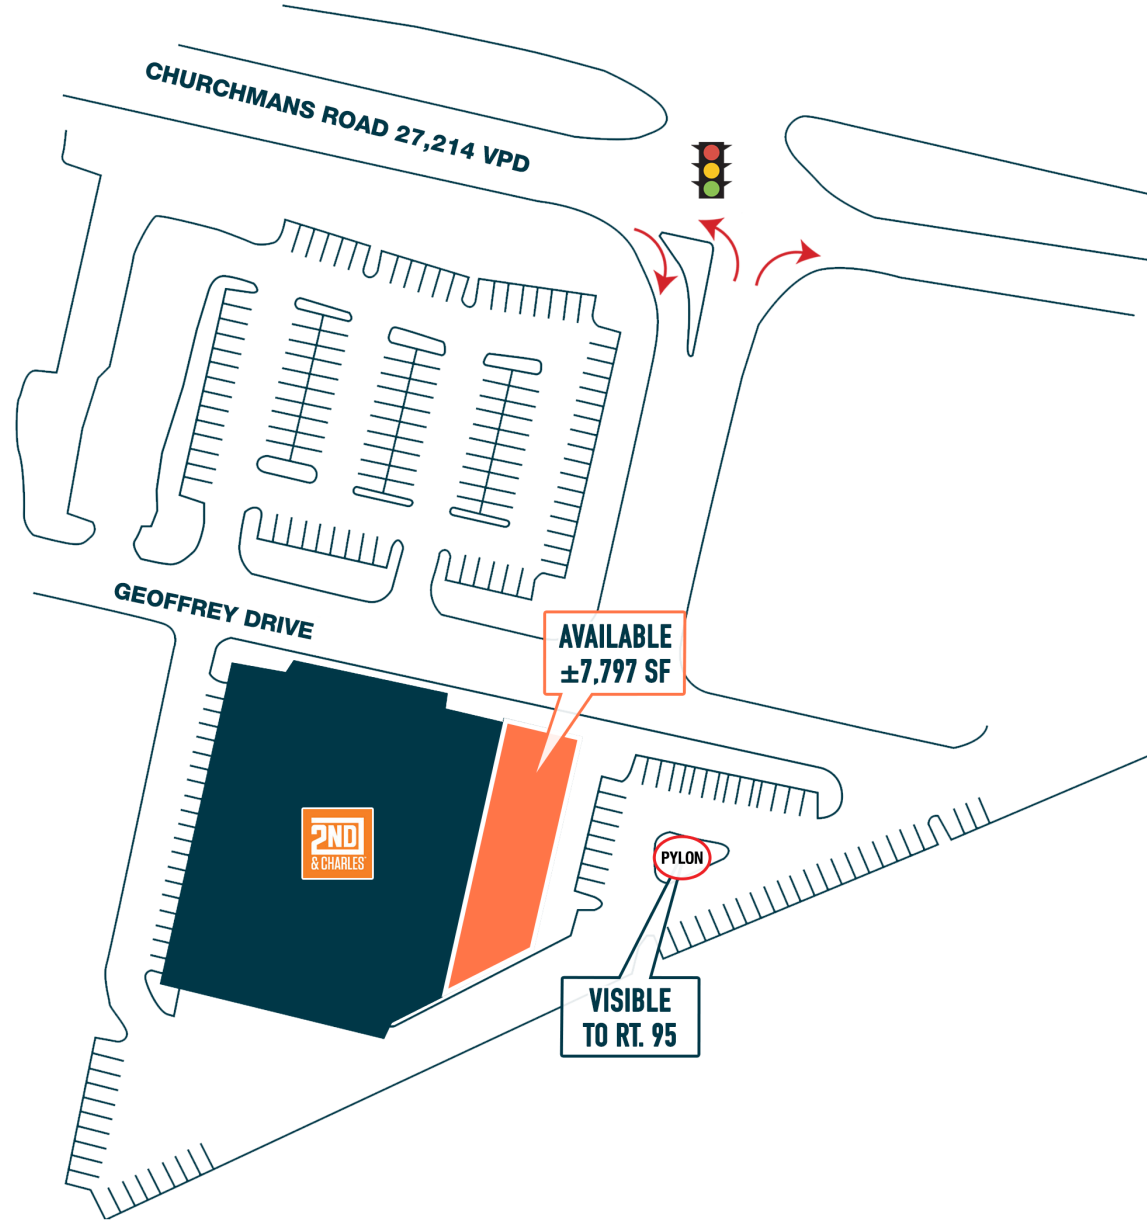 CHURCHMANS ROAD 27,214 VPD
GEOFFREY DRIVE
AVAILABLE
±7,797 SF
2ND
& CHARLES
PYLON
VISIBLE
TO RT. 95